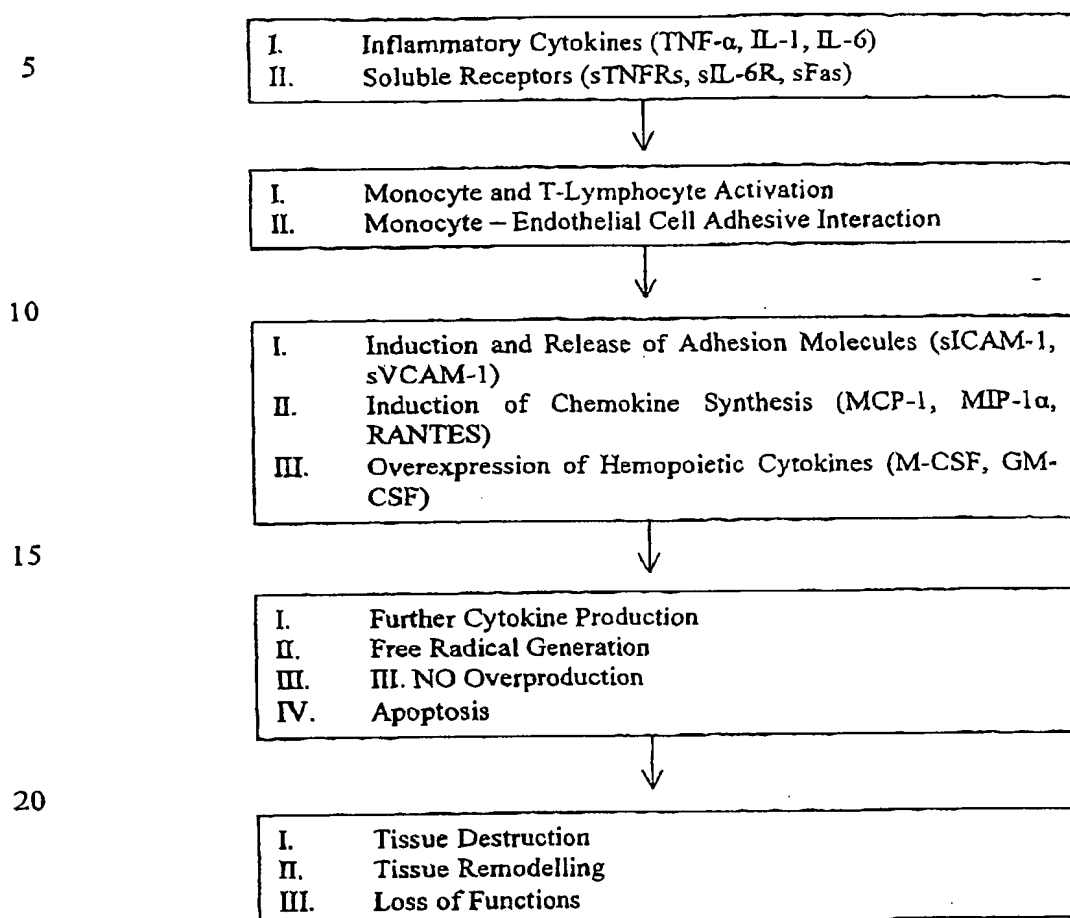 5
I. Inflammatory Cytokines (TNF-α, IL-1, IL-6)
II. Soluble Receptors (sTNFRs, sIL-6R, sFas)
I. Monocyte and T-Lymphocyte Activation
II. Monocyte – Endothelial Cell Adhesive Interaction
10
I. Induction and Release of Adhesion Molecules (sICAM-1,
sVCAM-1)
II. Induction of Chemokine Synthesis (MCP-1, MIP-1α,
RANTES)
III. Overexpression of Hemopoietic Cytokines (M-CSF, GM-
CSF)
15
I. Further Cytokine Production
II. Free Radical Generation
III. III. NO Overproduction
IV. Apoptosis
20
I. Tissue Destruction
II. Tissue Remodelling
III. Loss of Functions